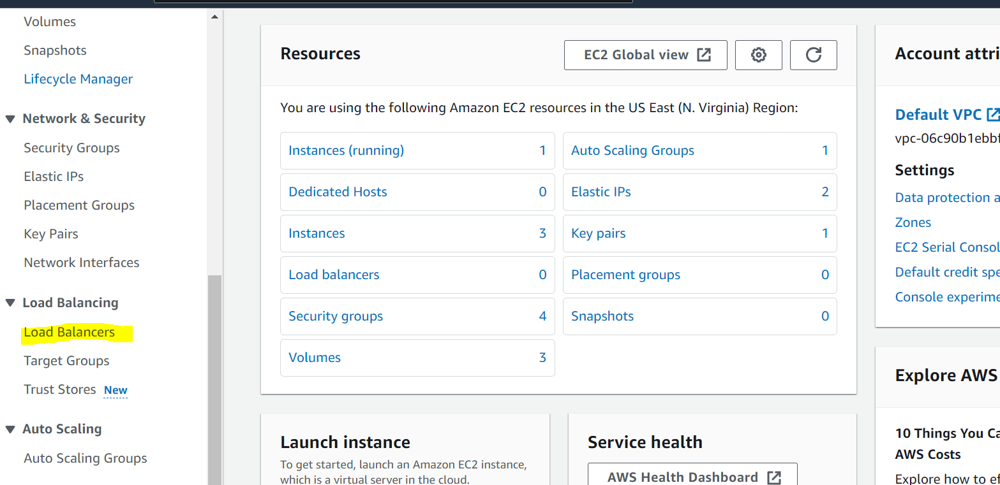 Volumes
Snapshots
Lifecycle Manager
Network & Security
Security Groups
Elastic IPs
Placement Groups
Key Pairs
Network Interfaces
Load Balancing
Load Balancers
Target Groups
Trust Stores New
Auto Scaling
Auto Scaling Groups
Resources
EC2 Global view
You are using the following Amazon EC2 resources in the US East (N. Virginia) Region:
Instances (running) 1
Auto Scaling Groups 1
Dedicated Hosts 0
Elastic IPs 2
Instances 3
Key pairs 1
Load balancers 0
Placement groups 0
Security groups 4
Snapshots 0
Volumes 3
Launch instance
To get started, launch an Amazon EC2 instance,
which is a virtual server in the cloud.
Service health
AWS Health Dashboard
Account attri
Default VPC
vpc-06c90b1ebbf
Settings
Data protection a
Zones
EC2 Serial Consol
Default credit spe
Console experime
Explore AWS
10 Things You Ca
AWS Costs
Explore how to ef